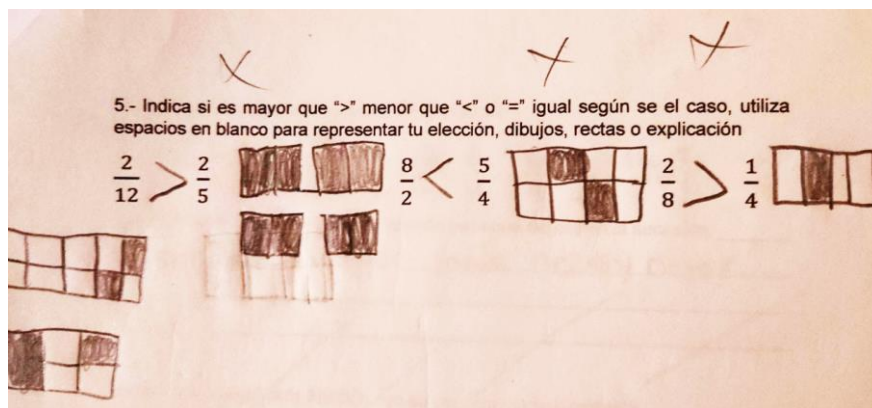 X X X
5.- Indica si es mayor que “>” menor que “<” o “=” igual según se el caso, utiliza
espacios en blanco para representar tu elección, dibujos, rectas o explicación
2/12 > 2/5 8/2 < 5/4 2/8 > 1/4